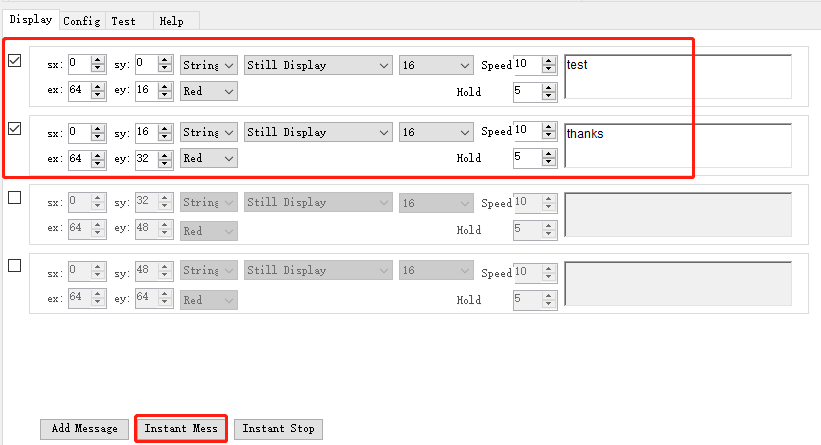 Display Config Test Help
sx: 0 sy: 0 String Still Display 16 Speed 10 test
ex: 64 ey: 16 Red Hold 5
sx: 0 sy: 16 String Still Display 16 Speed 10 thanks
ex: 64 ey: 32 Red Hold 5
sx: 0 sy: 32 String Still Display 16 Speed 10
ex: 64 ey: 48 Red Hold 5
sx: 0 sy: 48 String Still Display 16 Speed 10
ex: 64 ey: 64 Red Hold 5
Add Message Instant Mess Instant Stop